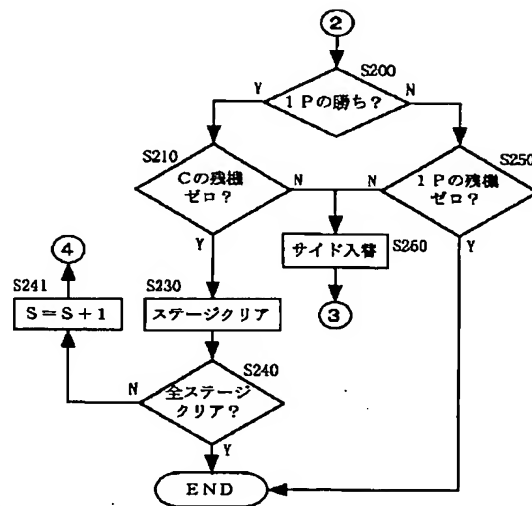 2
S200
Y
1Pの勝ち?
N
S210
S250
Cの残機
ゼロ?
N
N
1Pの残機
ゼロ?
4
Y
サイド入替
S260
Y
S241
S230
S=S+1
ステージクリア
3
S240
N
全ステージ
クリア?
Y
END